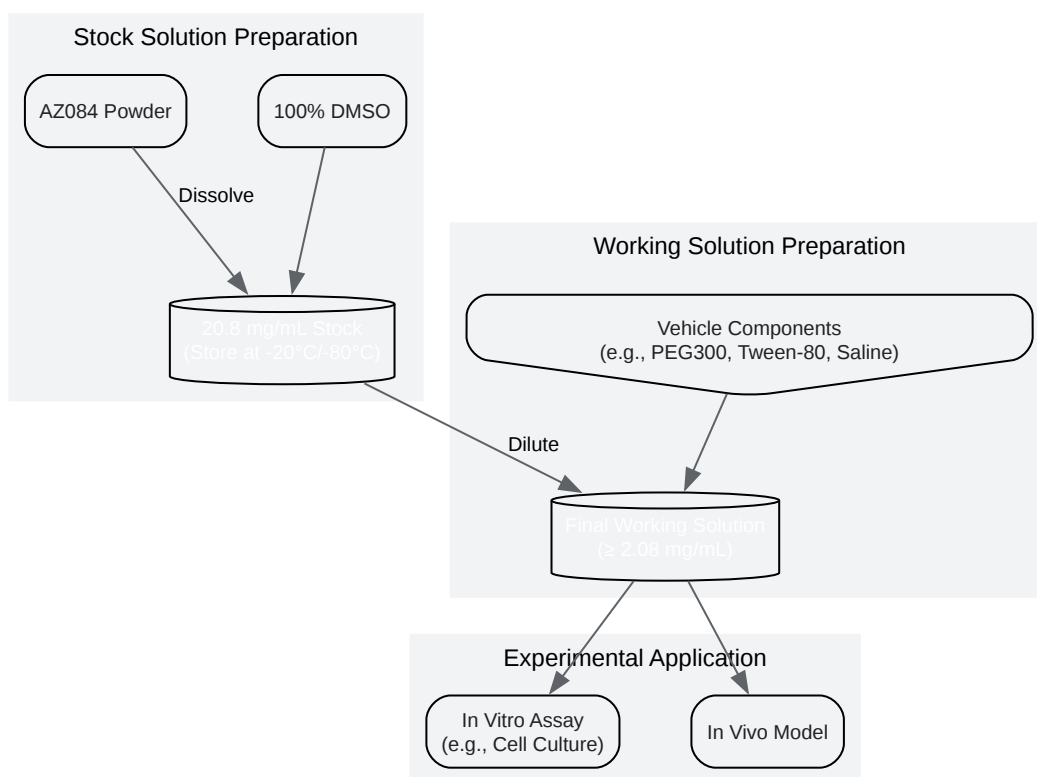 Stock Solution Preparation
AZ084 Powder
100% DMSO
Dissolve
20.8 mg/mL Stock
(Store at -20°C/-80°C)
Working Solution Preparation
Vehicle Components
(e.g., PEG300, Tween-80, Saline)
Dilute
Final Working Solution
(≥ 2.08 mg/mL)
Experimental Application
In Vitro Assay
(e.g., Cell Culture)
In Vivo Model